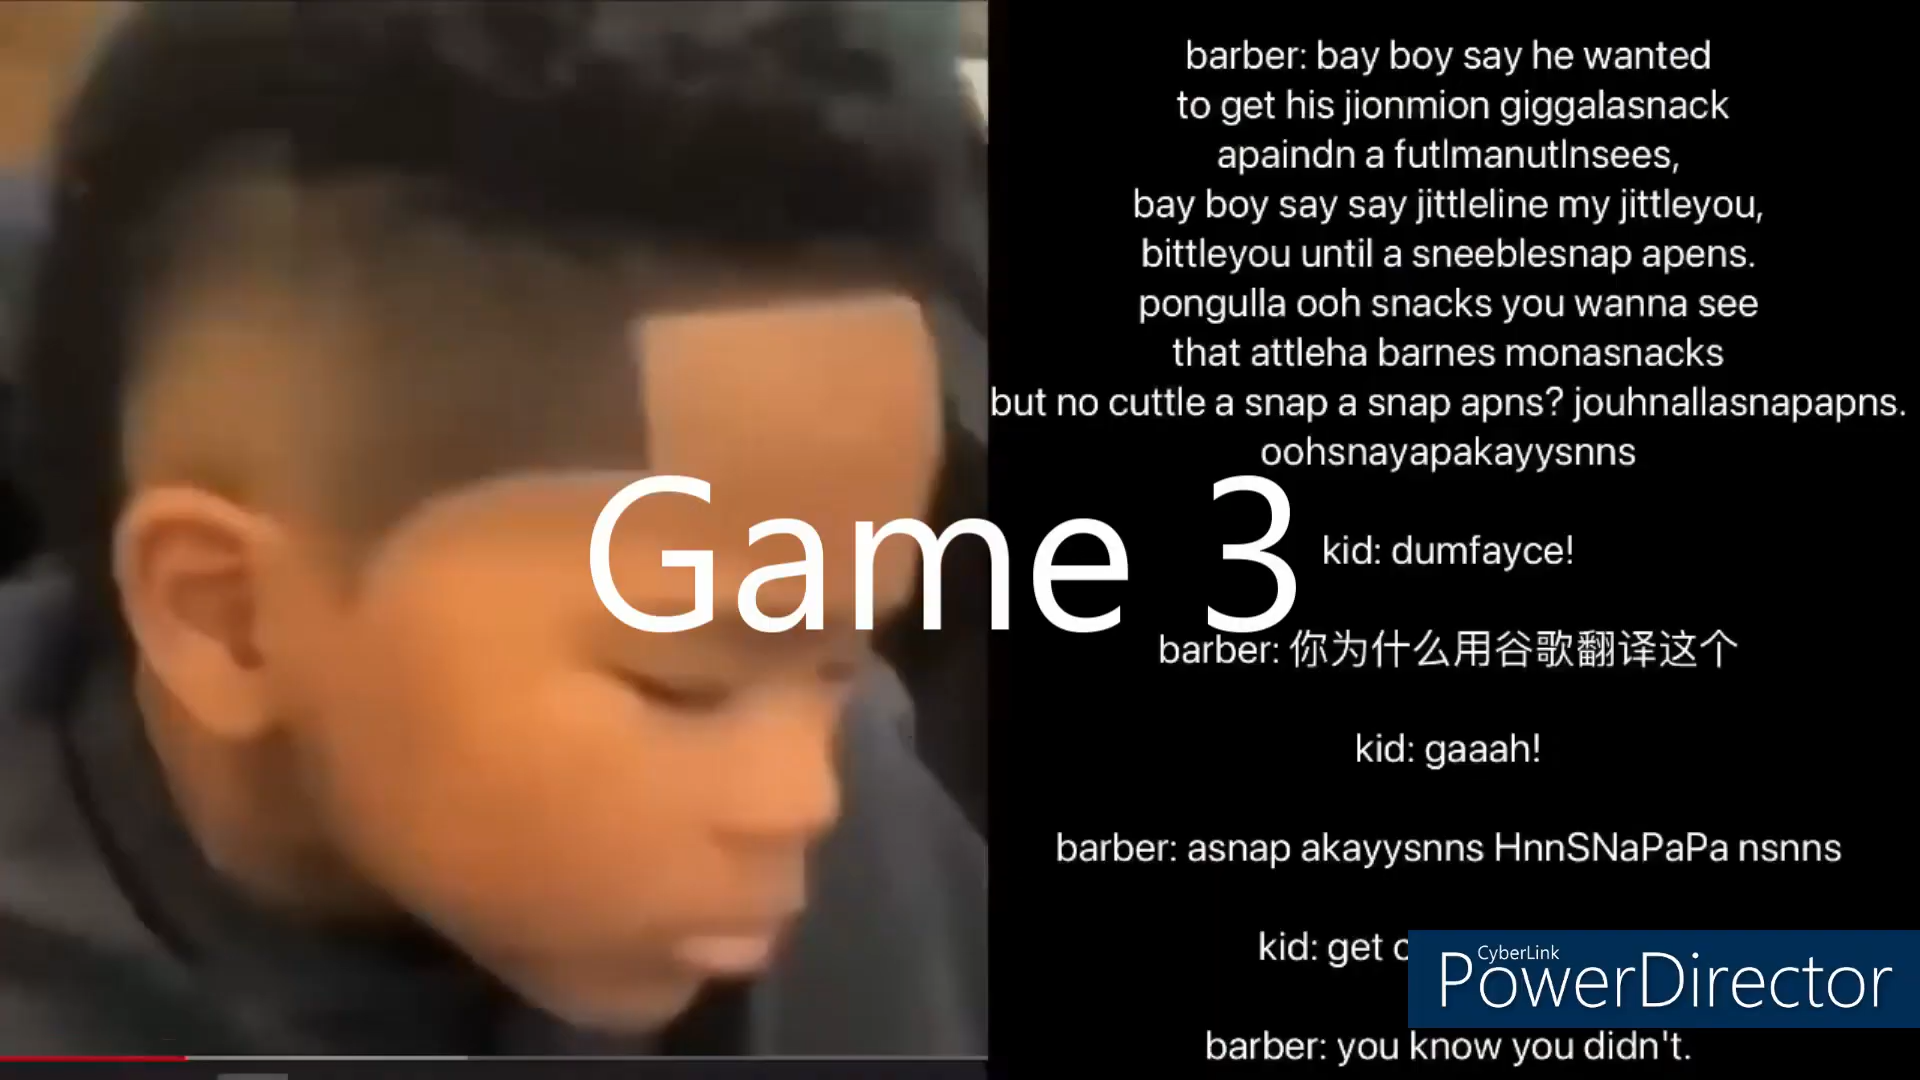 barber: bay boy say he wanted
to get his jionmion giggalasnack
apaindn a futlmanutlnsees,
bay boy say say jittleline my jittleyou,
bittleyou until a sneeblesnap apens.
pongulla ooh snacks you wanna see
that attleha barnes monasnacks
but no cuttle a snap a snap apns? jouhnallasnapapns.
oohsnayapakayysnns
Game 3
kid: dumfayce!
barber: 你为什么用谷歌翻译这个
kid: gaaah!
barber: asnap akayysnns HnnSNaPaPa nsnns
kid: get
CyberLink
PowerDirector
barber: you know you didn't.